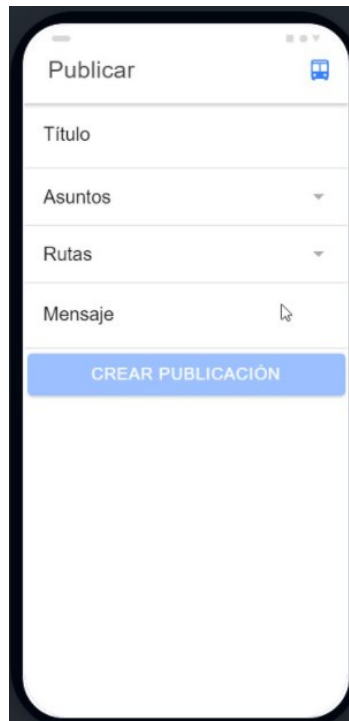 Publicar
Título
Asuntos
Rutas
Mensaje
CREAR PUBLICACIÓN